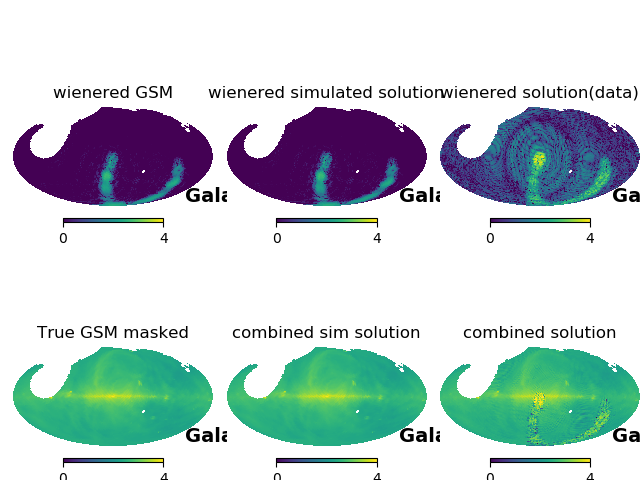 wienered GSM
wienered simulated solution
wienered solution(data)
Gala
Gala
Ga
0 4
0 4
0 4
True GSM masked
combined sim solution
combined solution
Gala
Gala
Ga
0 4
0 4
0 4